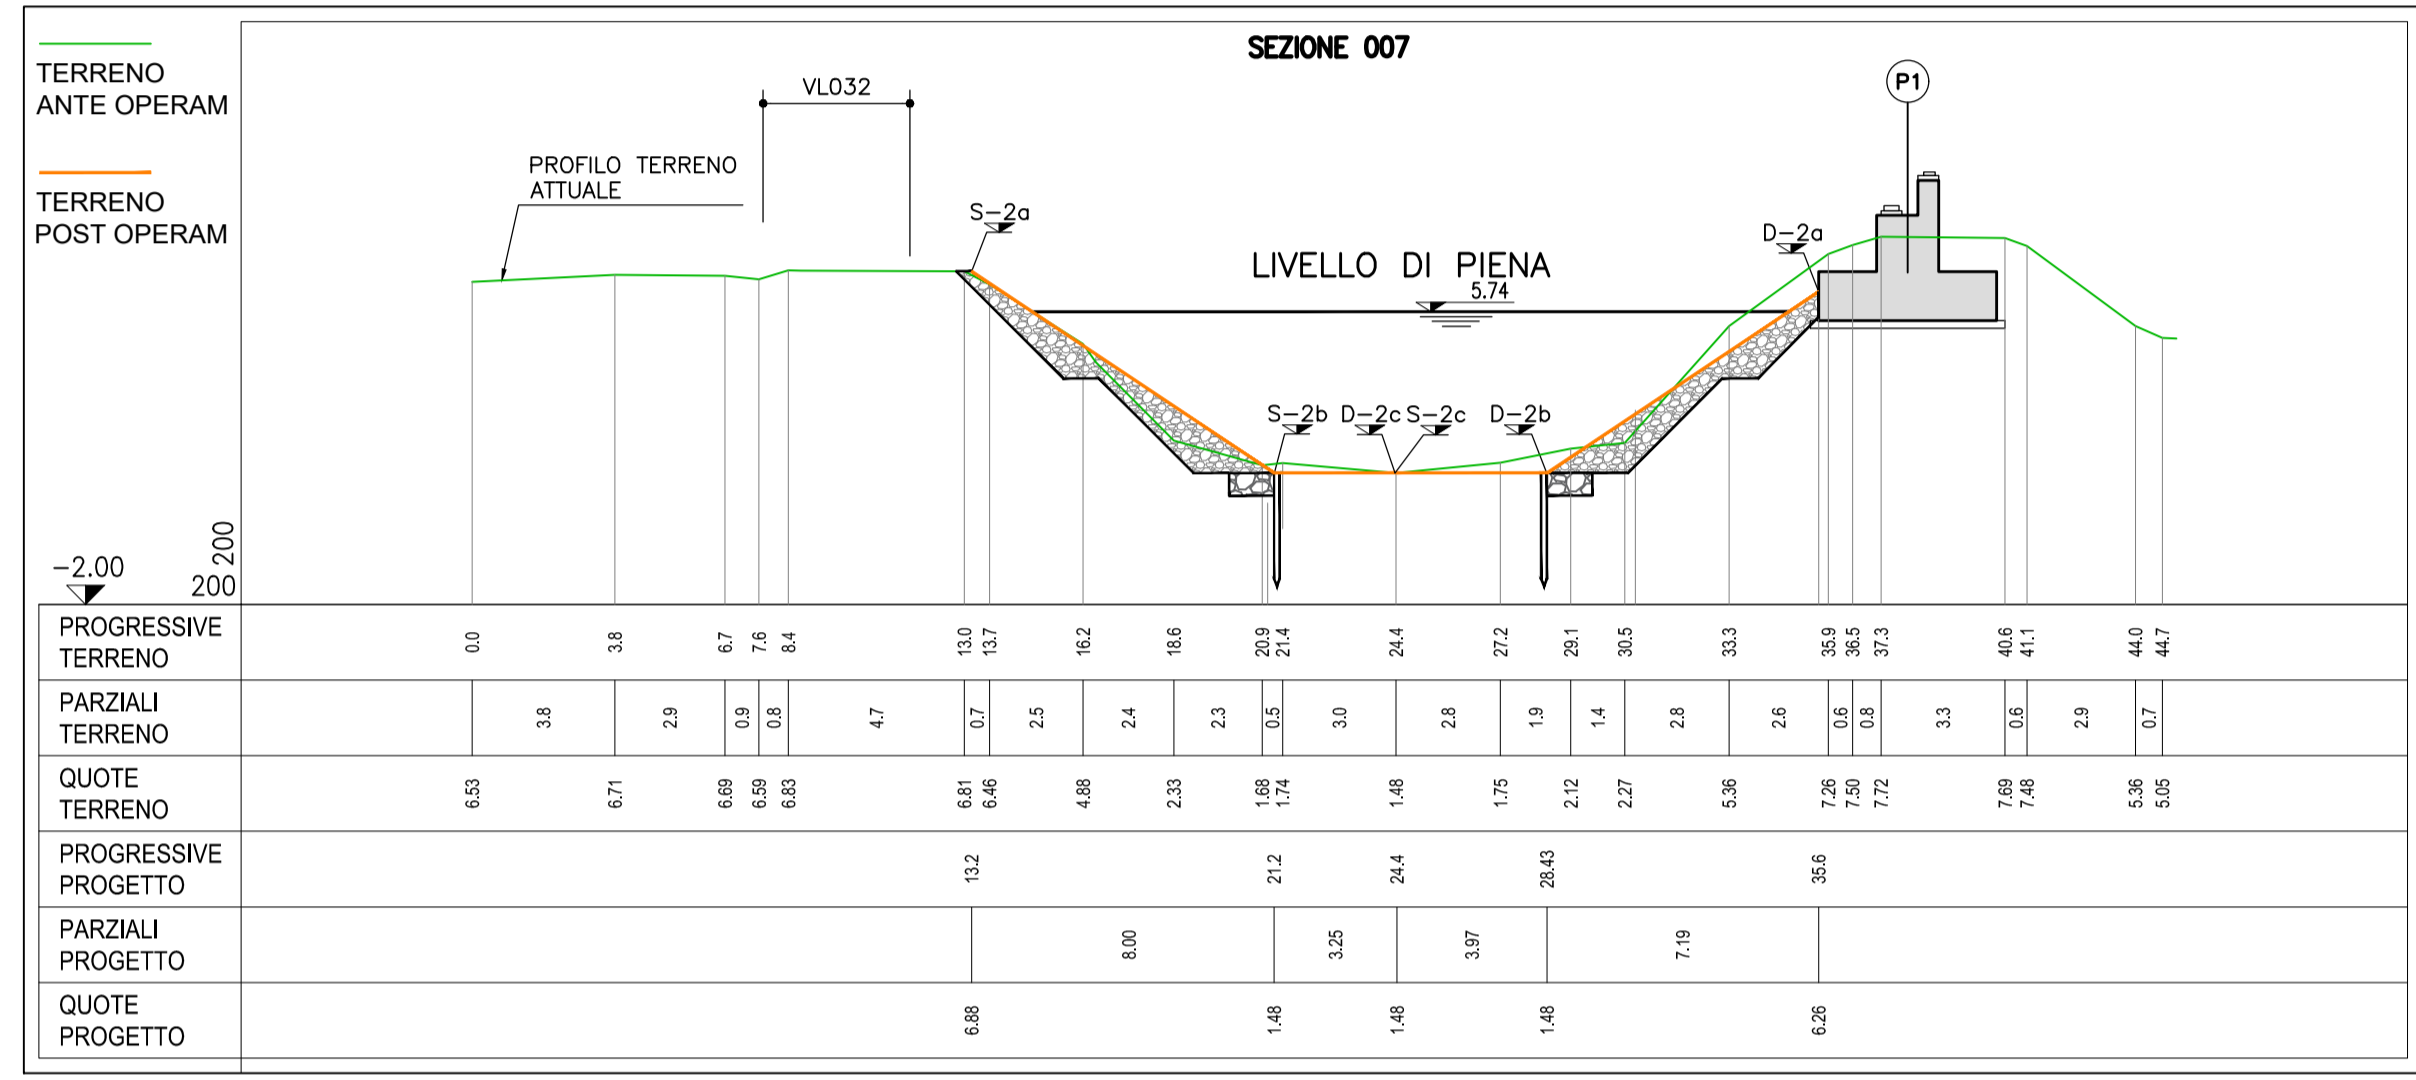 SEZIONE 007
TERRENO
ANTE OPERAM
TERRENO
POST OPERAM
VL032
P1
PROFILO TERRENO
ATTUALE
S-2a
D-2a
LIVELLO DI PIENA
5.74
S-2b D-2c S-2c D-2b
-2.00
200
200
PROGRESSIVE
TERRENO
0.0 3.8 6.7 7.6 8.4 13.0 13.7 16.2 18.6 20.9 21.4 24.4 27.2 29.1 30.5 33.3 35.9 36.5 37.3 40.6 41.1 44.0 44.7
PARZIALI
TERRENO
3.8 2.9 0.9 0.8 4.7 0.7 2.5 2.4 2.3 0.5 3.0 2.8 1.9 1.4 2.8 2.6 0.6 0.8 3.3 0.6 2.9 0.7
QUOTE
TERRENO
6.53 6.71 6.69 6.59 6.83 6.81 6.46 4.88 2.33 1.68 1.74 1.48 1.75 2.12 2.27 5.36 7.26 7.50 7.72 7.69 7.48 5.36 5.05
PROGRESSIVE
PROGETTO
13.2 21.2 24.4 28.43 35.6
PARZIALI
PROGETTO
8.00 3.25 3.97 7.19
QUOTE
PROGETTO
6.88 1.48 1.48 1.48 6.26